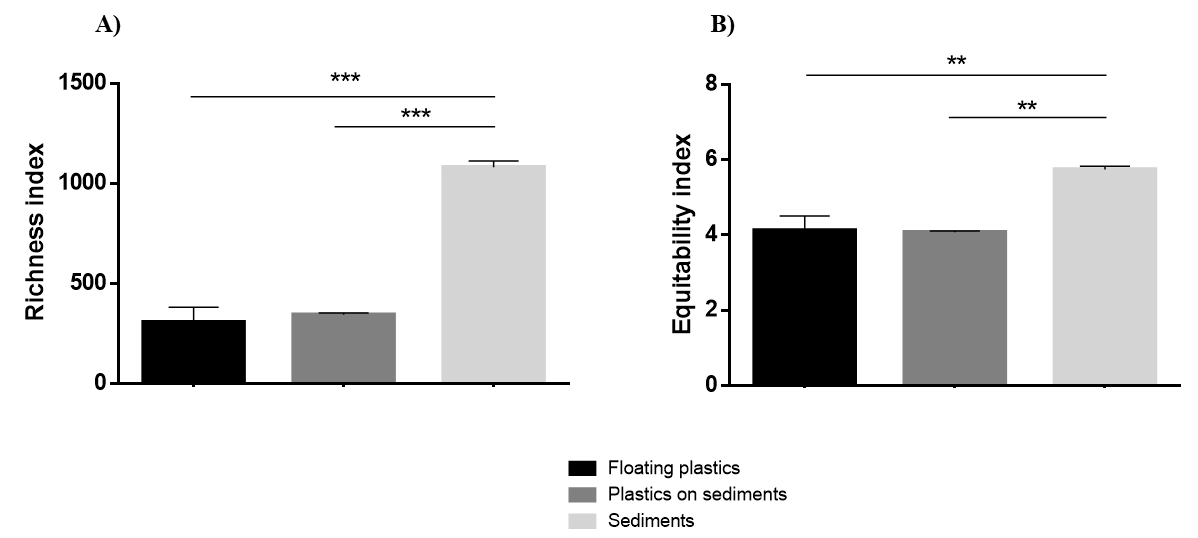 A)
B)
***
***
1500
1000
500
0
Richness index
**
**
8
6
4
2
0
Equitability index
Floating plastics
Plastics on sediments
Sediments